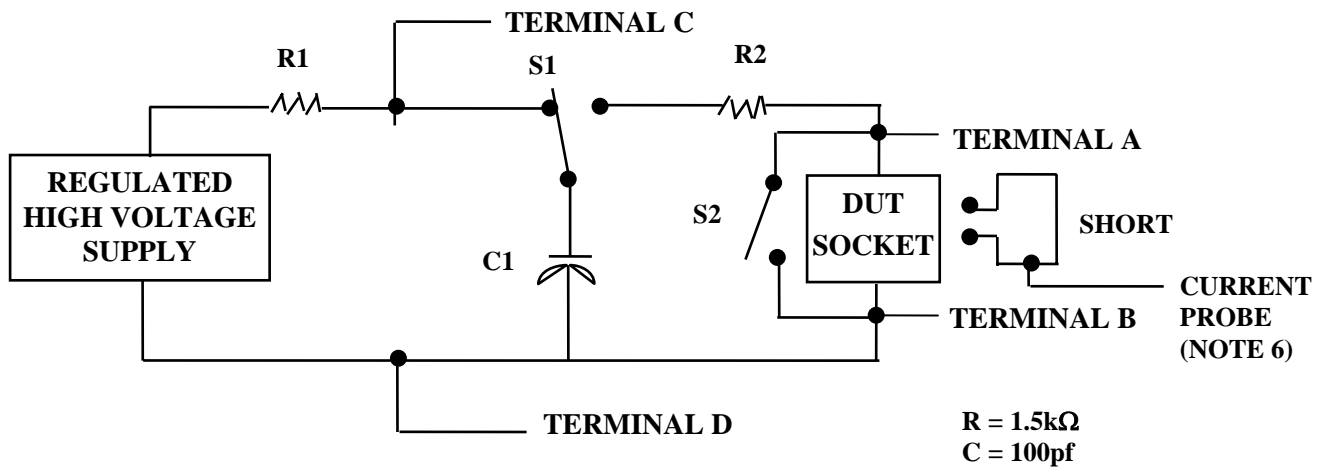 TERMINAL C
R1
S1
R2
TERMINAL A
REGULATED
HIGH VOLTAGE
SUPPLY
S2
DUT
SOCKET
SHORT
C1
CURRENT
PROBE
(NOTE 6)
TERMINAL B
TERMINAL D
R = 1.5kΩ
C = 100pf